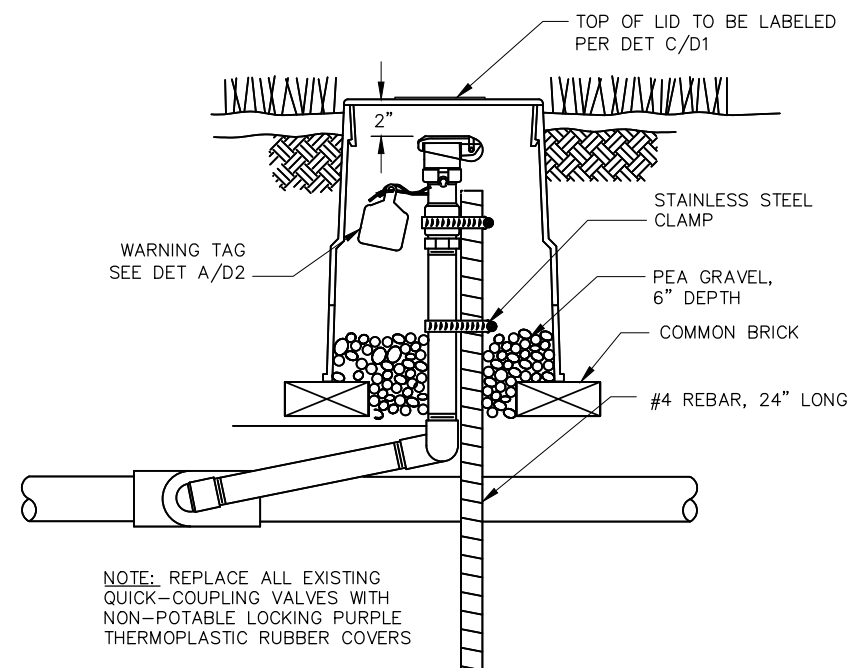 TOP OF LID TO BE LABELED
PER DET C/D1
2"
STAINLESS STEEL
CLAMP
WARNING TAG
SEE DET A/D2
PEA GRAVEL,
6" DEPTH
COMMON BRICK
#4 REBAR, 24" LONG
NOTE: REPLACE ALL EXISTING
QUICK-COUPLING VALVES WITH
NON-POTABLE LOCKING PURPLE
THERMOPLASTIC RUBBER COVERS